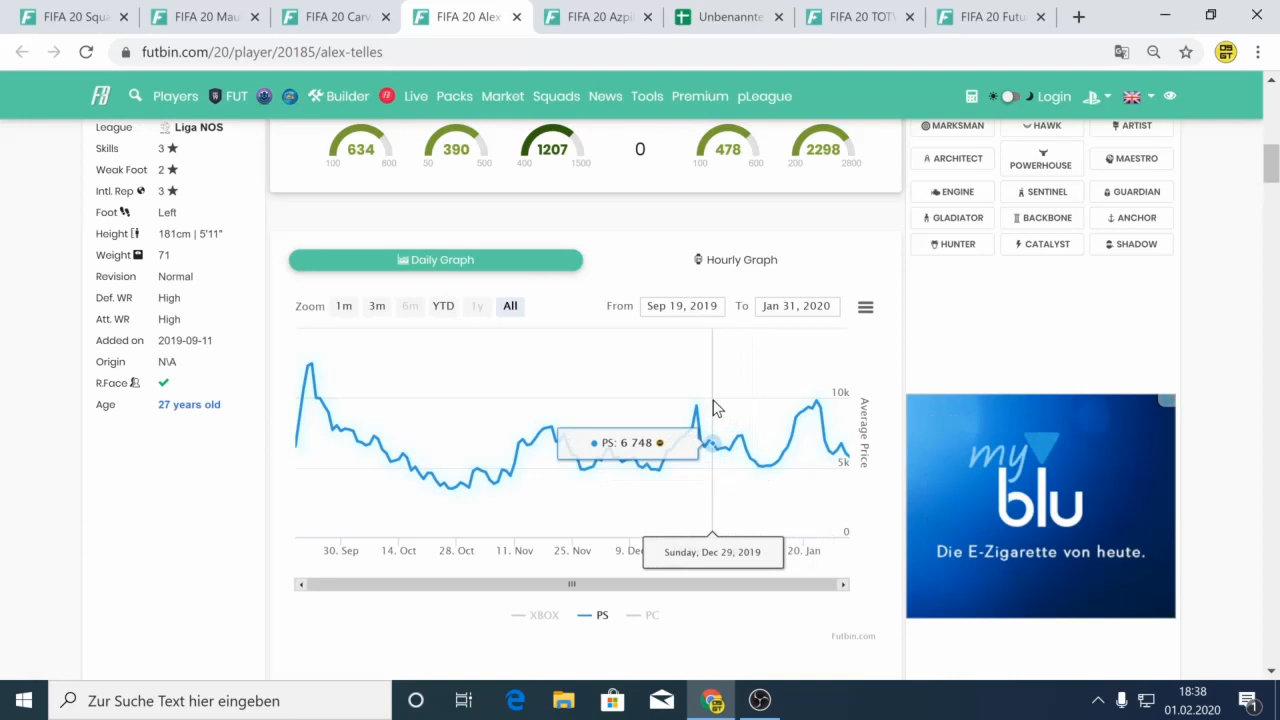 FIFA 20 Squa
FIFA 20 Mau
FIFA 20 Carv
FIFA 20 Alex
FIFA 20 Azpil
Unbenannte
FIFA 20 TOTY
FIFA 20 Futu
futbin.com/20/player/20185/alex-telles
Players FUT Builder Live Packs Market Squads News Tools Premium pLeague Login
League Liga NOS
Skills 3 ★
Weak Foot 2 ★
Intl. Rep 3 ★
Foot Left
Height 181cm | 5'11"
Weight 71
Revision Normal
Def. WR High
Att. WR High
Added on 2019-09-11
Origin N\A
R.Face
Age 27 years old
634 390 1207 0 478 2298
100 800 50 500 400 1500 100 600 200 2800
Daily Graph Hourly Graph
Zoom 1m 3m 6m YTD 1y All From Sep 19, 2019 To Jan 31, 2020
10k
5k
0
Average Price
PS: 6 748
30. Sep 14. Oct 28. Oct 11. Nov 25. Nov 9. De 20. Jan
Sunday, Dec 29, 2019
XBOX PS PC
Futbin.com
MARKSMAN HAWK ARTIST
ARCHITECT POWERHOUSE MAESTRO
ENGINE SENTINEL GUARDIAN
GLADIATOR BACKBONE ANCHOR
HUNTER CATALYST SHADOW
my
blu
Die E-Zigarette von heute.
Zur Suche Text hier eingeben
18:38
01.02.2020
1